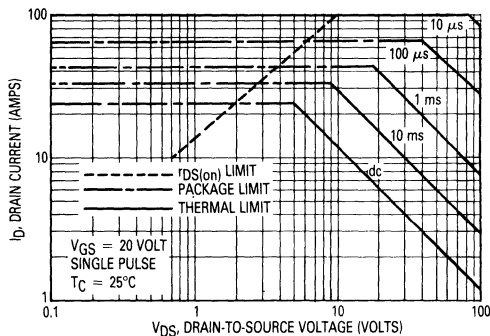 100
10
1
0.1
1
10
100
ID, DRAIN CURRENT (AMPS)
VDS, DRAIN-TO-SOURCE VOLTAGE (VOLTS)
10 μs
100 μs
1 ms
10 ms
dc
rDS(on) LIMIT
PACKAGE LIMIT
THERMAL LIMIT
VGS = 20 VOLT
SINGLE PULSE
TC = 25°C